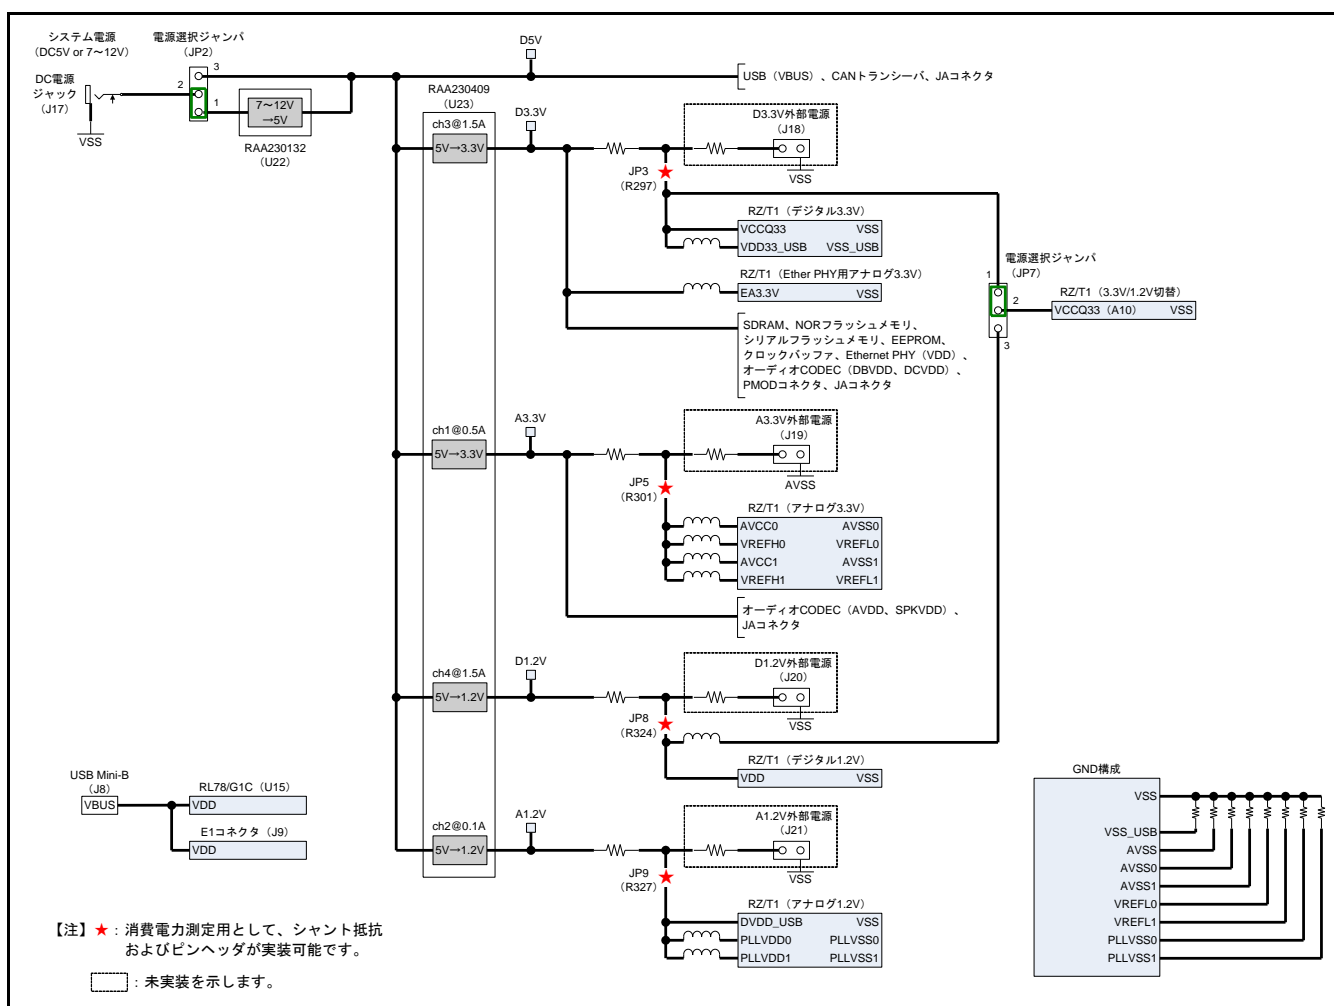 システム電源
（DC5V or 7～12V）
電源選択ジャンパ
（JP2）
DC電源
ジャック
（J17）
VSS
3
2
1
7～12V
→5V
RAA230132
（U22）
D5V
USB（VBUS）、CANトランシーバ、JAコネクタ
RAA230409
（U23）
ch3@1.5A
5V→3.3V
D3.3V
D3.3V外部電源
（J18）
VSS
JP3
（R297）
RZ/T1（デジタル3.3V）
VCCQ33 VSS
VDD33_USB VSS_USB
RZ/T1（Ether PHY用アナログ3.3V）
EA3.3V VSS
SDRAM、NORフラッシュメモリ、
シリアルフラッシュメモリ、EEPROM、
クロックバッファ、Ethernet PHY（VDD）、
オーディオCODEC（DBVDD、DCVDD）、
PMODコネクタ、JAコネクタ
電源選択ジャンパ
（JP7）
1
2
3
RZ/T1（3.3V/1.2V切替）
VCCQ33（A10） VSS
ch1@0.5A
5V→3.3V
A3.3V
A3.3V外部電源
（J19）
AVSS
JP5
（R301）
RZ/T1（アナログ3.3V）
AVCC0 AVSS0
VREFH0 VREFL0
AVCC1 AVSS1
VREFH1 VREFL1
オーディオCODEC（AVDD、SPKVDD）、
JAコネクタ
ch4@1.5A
5V→1.2V
D1.2V
D1.2V外部電源
（J20）
VSS
JP8
（R324）
RZ/T1（デジタル1.2V）
VDD VSS
ch2@0.1A
5V→1.2V
A1.2V
A1.2V外部電源
（J21）
VSS
JP9
（R327）
RZ/T1（アナログ1.2V）
DVDD_USB VSS
PLLVDD0 PLLVSS0
PLLVDD1 PLLVSS1
USB Mini-B
（J8）
VBUS
RL78/G1C（U15）
VDD
E1コネクタ（J9）
VDD
GND構成
VSS
VSS_USB
AVSS
AVSS0
AVSS1
VREFL0
VREFL1
PLLVSS0
PLLVSS1
【注】★：消費電力測定用として、シャント抵抗
およびピンヘッダが実装可能です。
：未実装を示します。